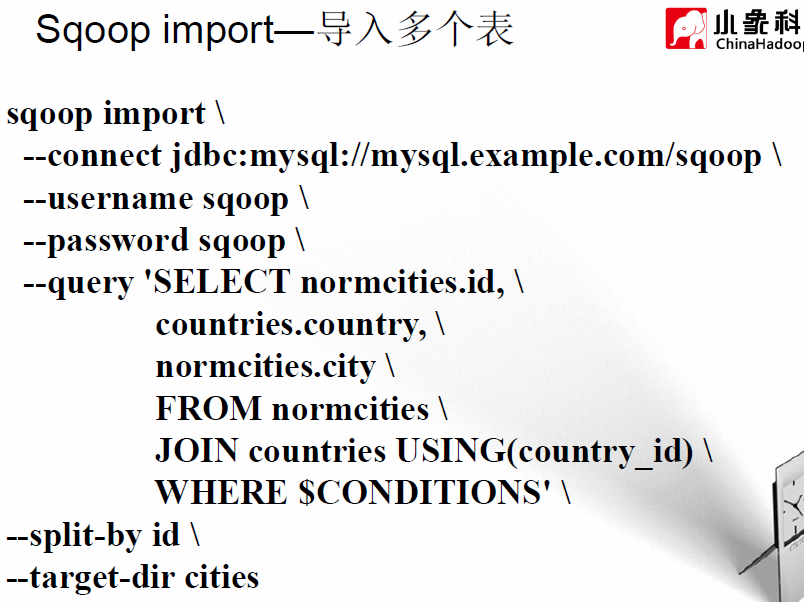 Sqoop import—导入多个表
小象科
ChinaHadoop
sqoop import \
--connect jdbc:mysql://mysql.example.com/sqoop \
--username sqoop \
--password sqoop \
--query 'SELECT normcities.id, \
countries.country, \
normcities.city \
FROM normcities \
JOIN countries USING(country_id) \
WHERE $CONDITIONS' \
--split-by id \
--target-dir cities